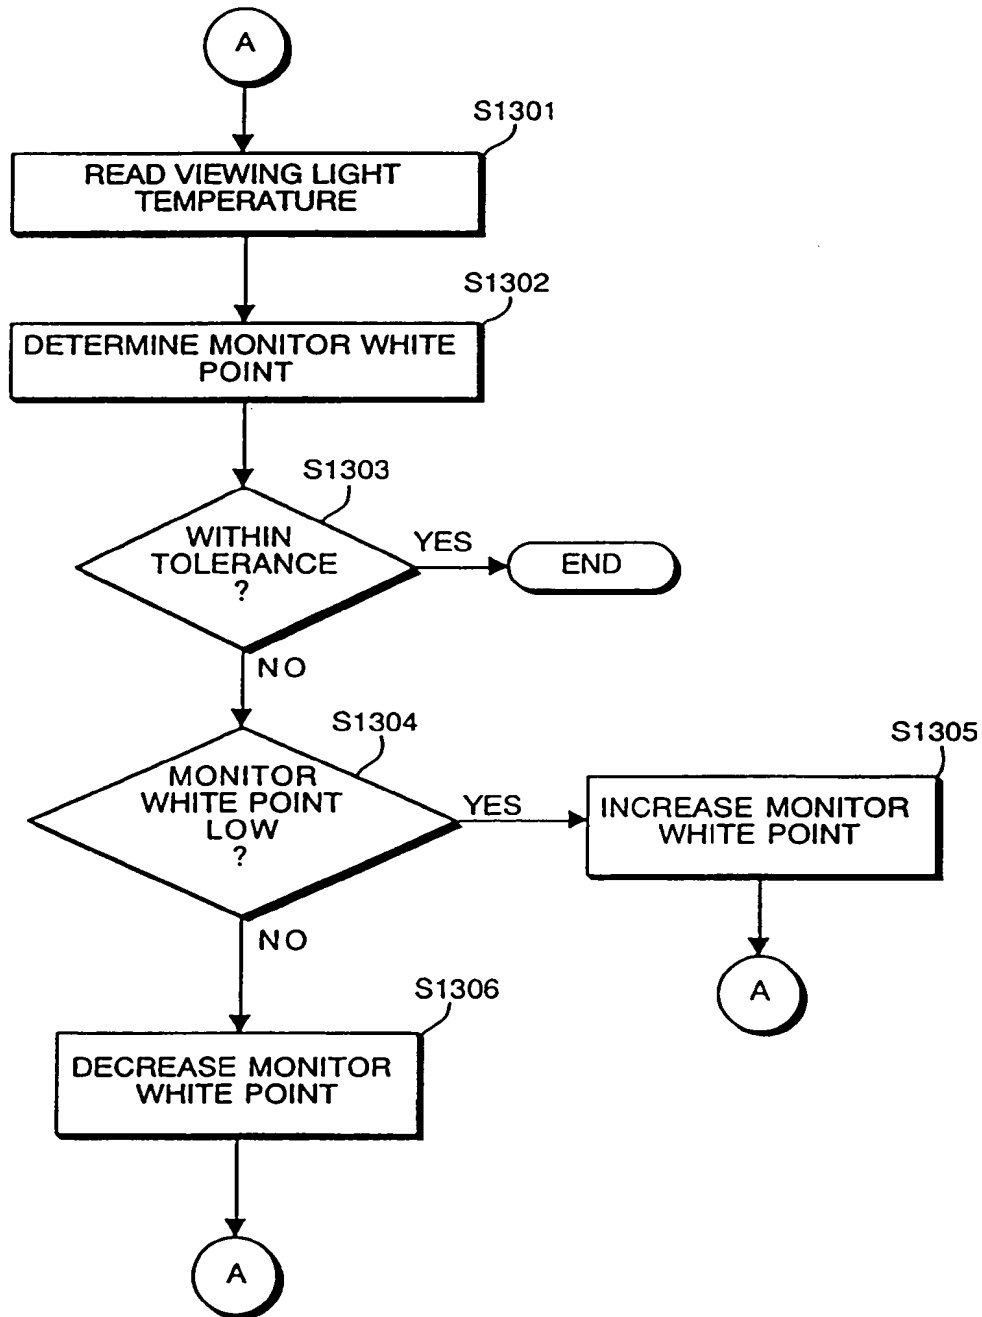 A
S1301
READ VIEWING LIGHT
TEMPERATURE
S1302
DETERMINE MONITOR WHITE
POINT
S1303
WITHIN
TOLERANCE
?
YES
END
NO
S1304
MONITOR
WHITE POINT
LOW
?
YES
S1305
INCREASE MONITOR
WHITE POINT
A
NO
S1306
DECREASE MONITOR
WHITE POINT
A